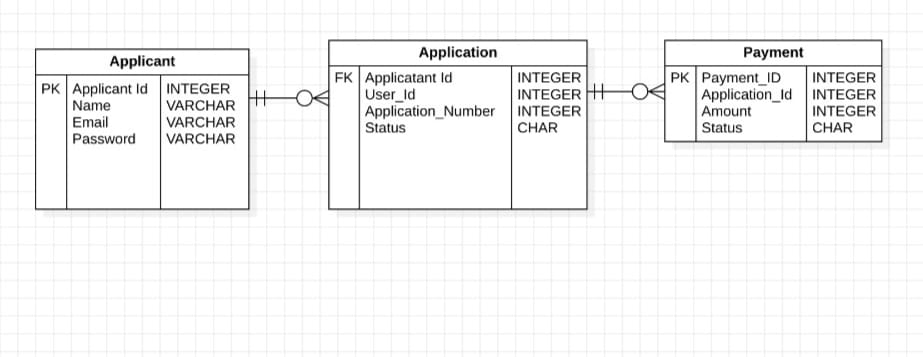 Applicant
PK Applicant Id INTEGER
Name VARCHAR
Email VARCHAR
Password VARCHAR
Application
FK Applicatant Id INTEGER
User_Id INTEGER
Application_Number INTEGER
Status CHAR
Payment
PK Payment_ID INTEGER
Application_Id INTEGER
Amount INTEGER
Status CHAR